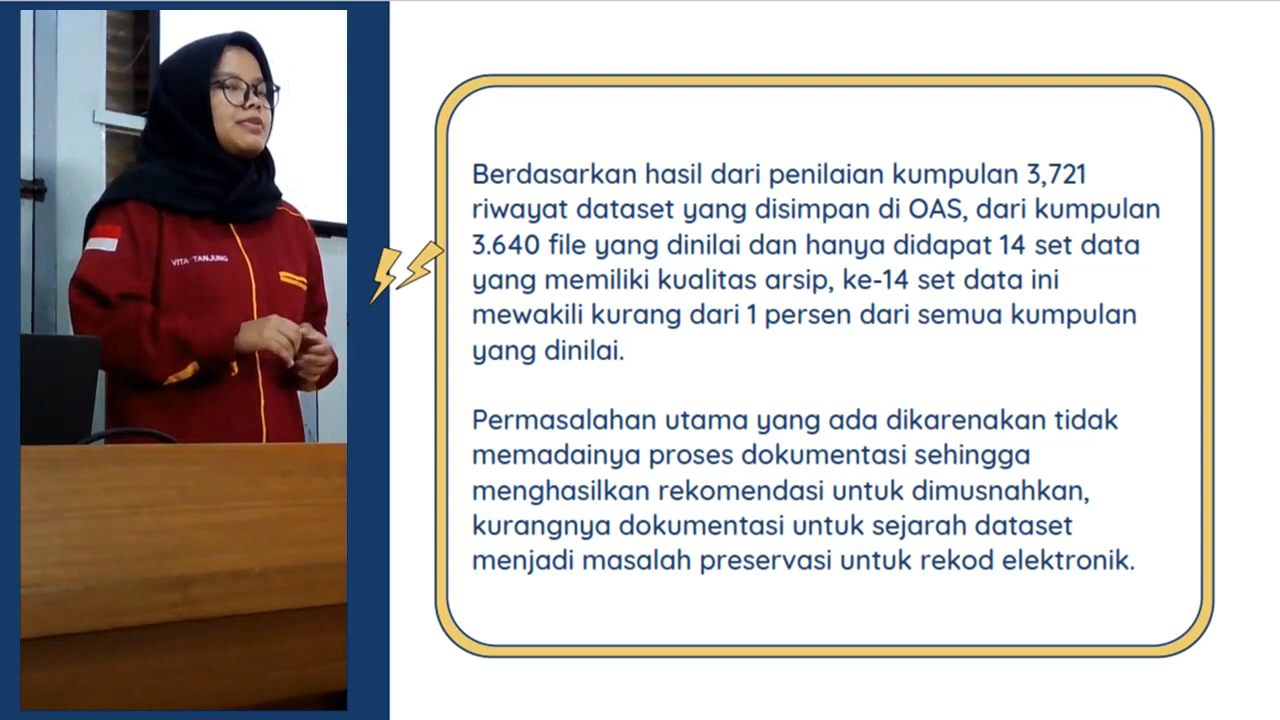 VITA TANJUNG
Berdasarkan hasil dari penilaian kumpulan 3,721
riwayat dataset yang disimpan di OAS, dari kumpulan
3.640 file yang dinilai dan hanya didapat 14 set data
yang memiliki kualitas arsip, ke-14 set data ini
mewakili kurang dari 1 persen dari semua kumpulan
yang dinilai.
Permasalahan utama yang ada dikarenakan tidak
memadainya proses dokumentasi sehingga
menghasilkan rekomendasi untuk dimusnahkan,
kurangnya dokumentasi untuk sejarah dataset
menjadi masalah preservasi untuk rekod elektronik.